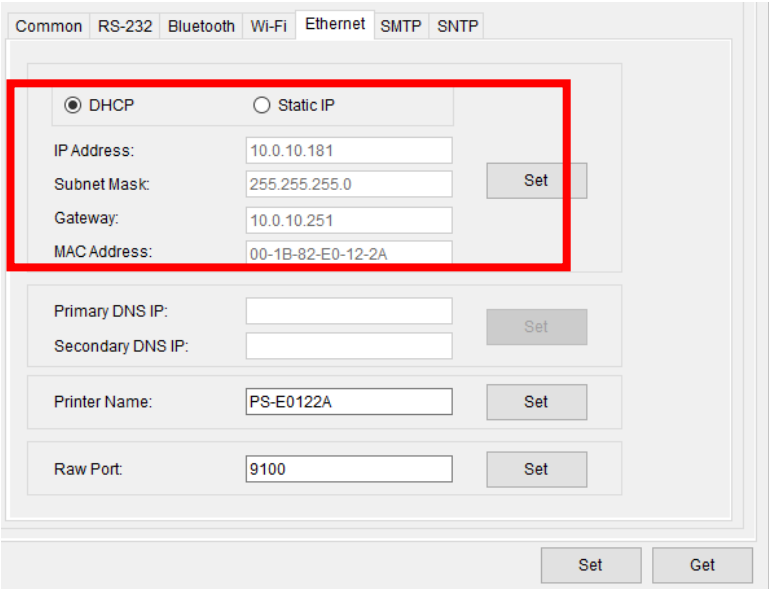 Common RS-232 Bluetooth Wi-Fi Ethernet SMTP SNTP
DHCP Static IP
IP Address: 10.0.10.181
Subnet Mask: 255.255.255.0 Set
Gateway: 10.0.10.251
MAC Address: 00-1B-82-E0-12-2A
Primary DNS IP:
Set
Secondary DNS IP:
Printer Name: PS-E0122A Set
Raw Port: 9100 Set
Set Get